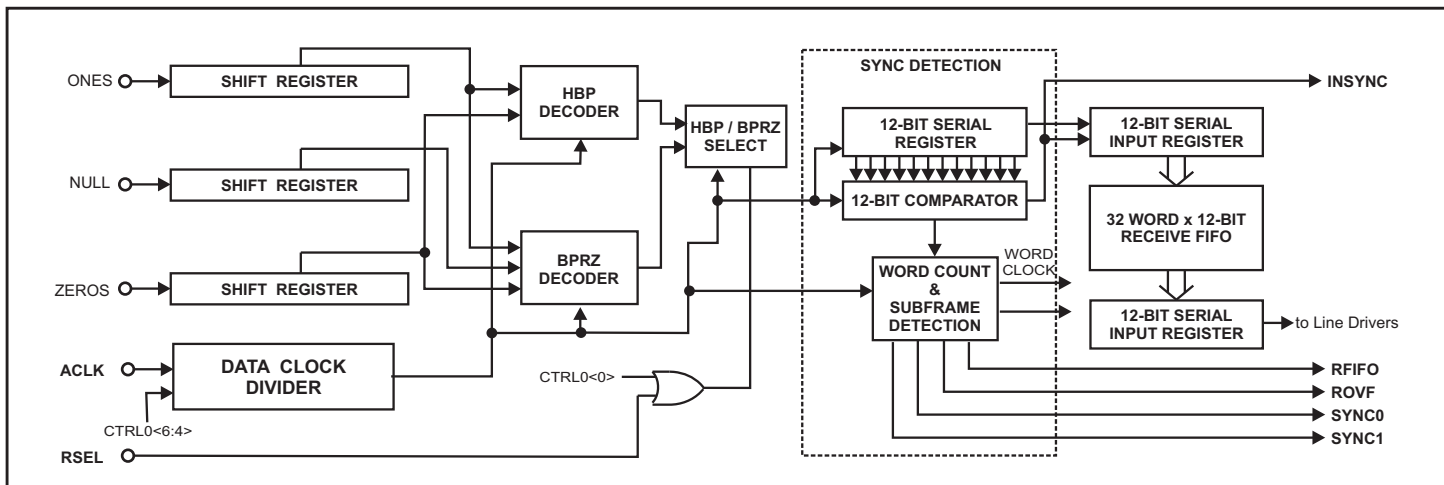 ONES
SHIFT REGISTER
NULL
SHIFT REGISTER
ZEROS
SHIFT REGISTER
ACLK
DATA CLOCK
DIVIDER
CTRL0<6:4>
RSEL
HBP
DECODER
BPRZ
DECODER
HBP / BPRZ
SELECT
CTRL0<0>
SYNC DETECTION
12-BIT SERIAL
REGISTER
12-BIT COMPARATOR
WORD COUNT
&
SUBFRAME
DETECTION
WORD
CLOCK
INSYNC
12-BIT SERIAL
INPUT REGISTER
32 WORD x 12-BIT
RECEIVE FIFO
12-BIT SERIAL
INPUT REGISTER
to Line Drivers
RFIFO
ROVF
SYNC0
SYNC1